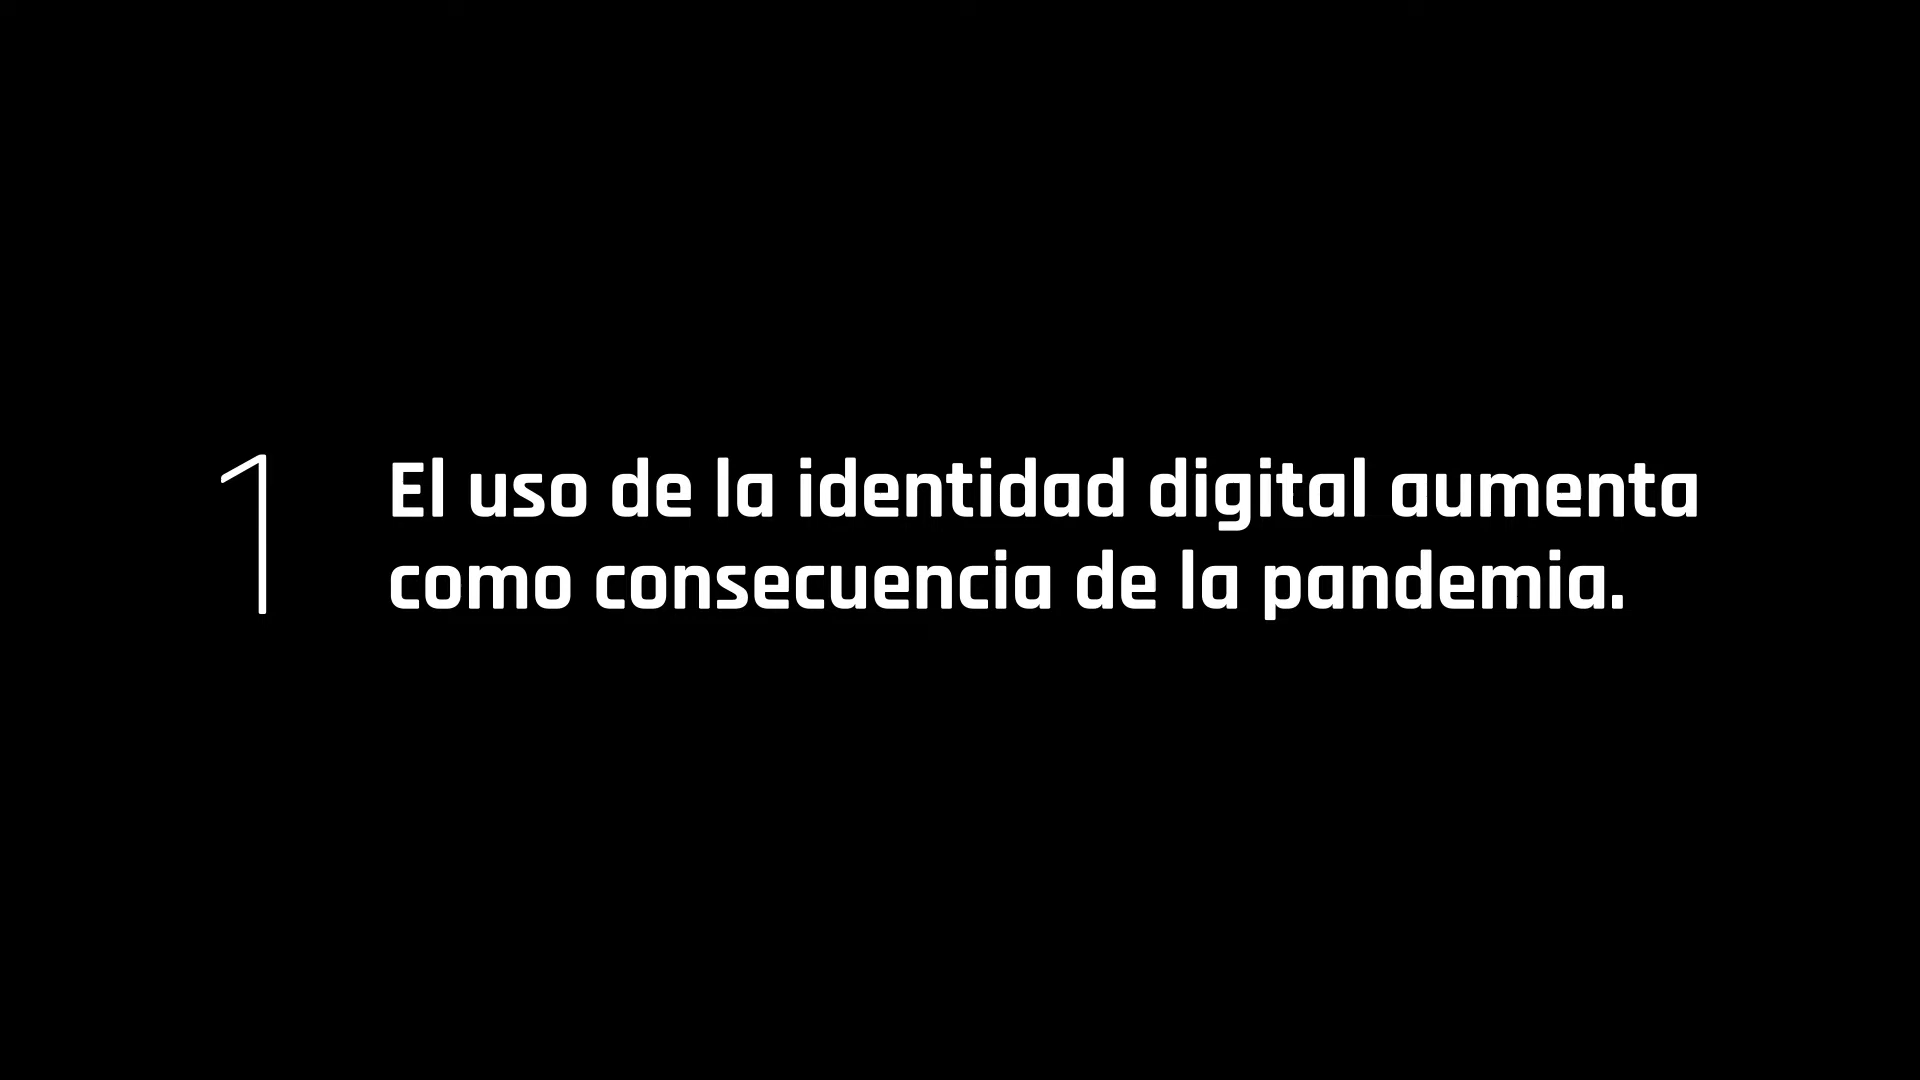 1
El uso de la identidad digital aumenta
como consecuencia de la pandemia.